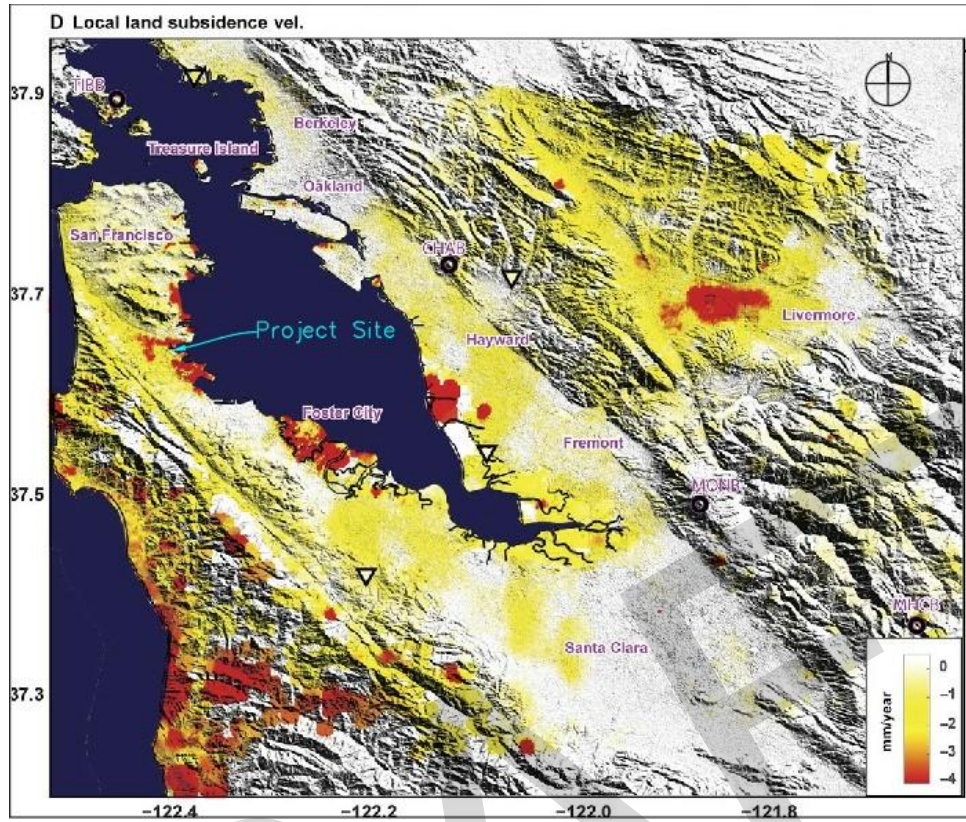 D Local land subsidence vel.
N
37.9
TIBB
Berkeley
Treasure Island
Oakland
San Francisco
CHAB
37.7
Livermore
Project Site
Hayward
Foster City
Fremont
37.5
MONB
MHCB
Santa Clara
37.3
0
−1
−2
−3
−4
mm/year
−122.4
−122.2
−122.0
−121.8